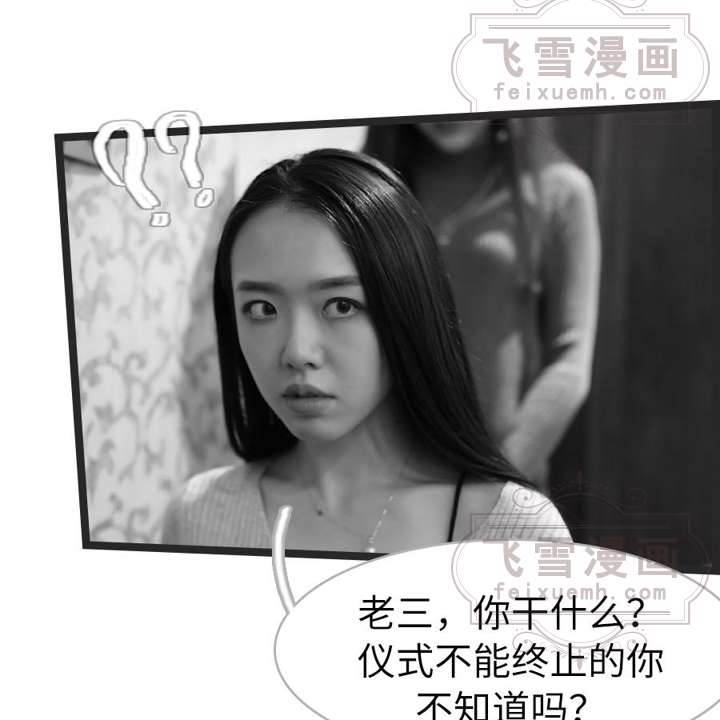 飞雪漫画
feixuemh.com
??
飞雪漫画
feixuemh.com
老三，你干什么？
仪式不能终止的你
不知道吗？